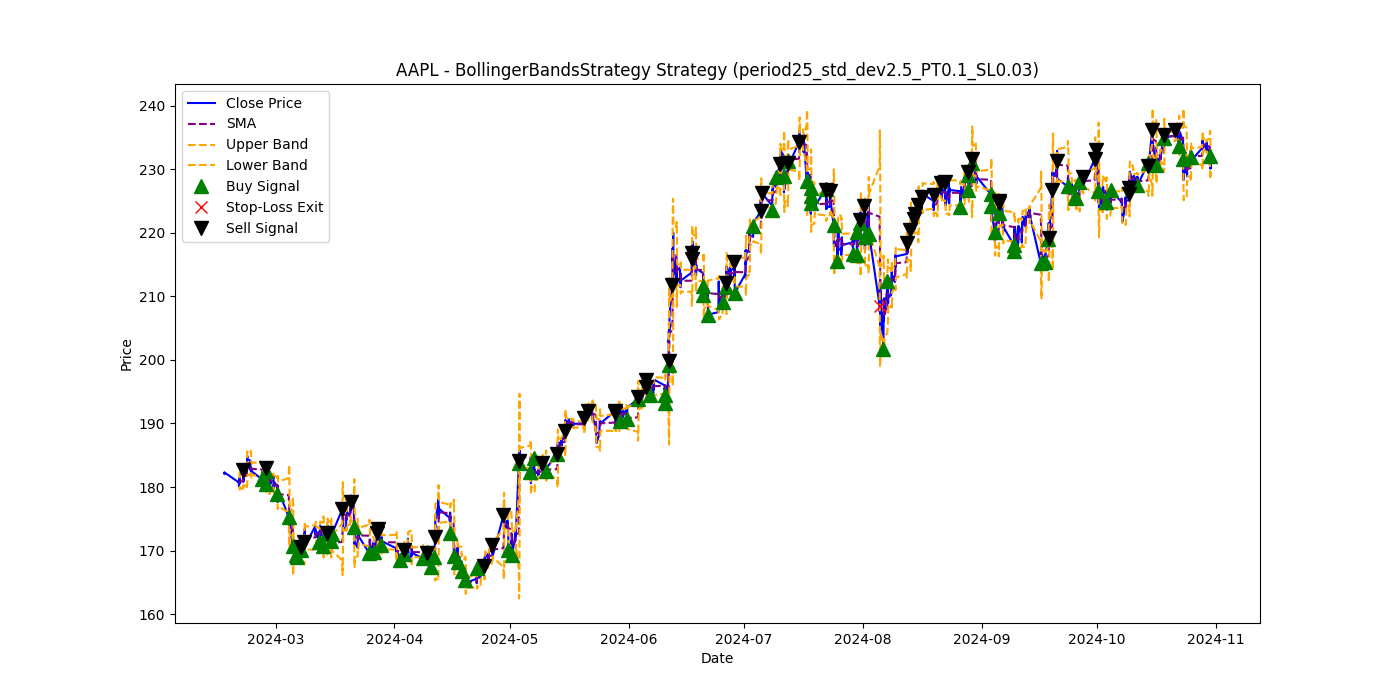 AAPL - BollingerBandsStrategy Strategy (period25_std_dev2.5_PT0.1_SL0.03)
Close Price
SMA
Upper Band
Lower Band
Buy Signal
Stop-Loss Exit
Sell Signal
Price
240
230
220
210
200
190
180
170
160
2024-03
2024-04
2024-05
2024-06
2024-07
2024-08
2024-09
2024-10
2024-11
Date